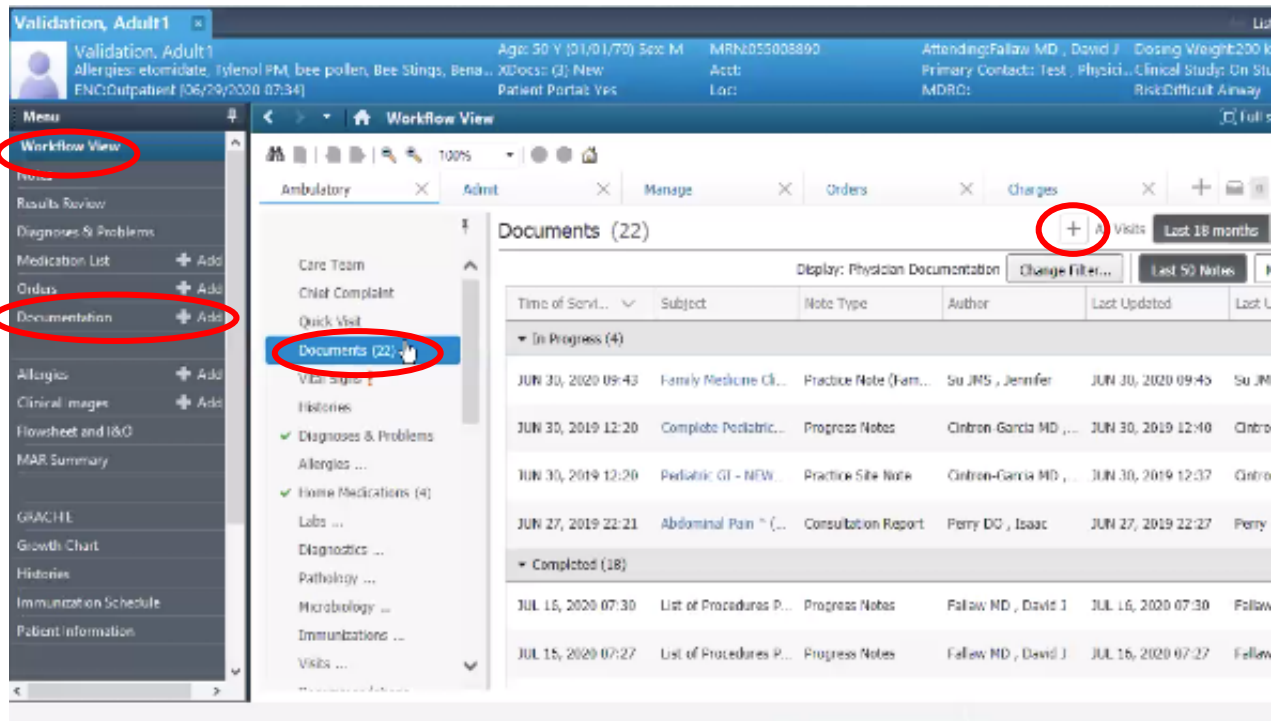 Validation, Adult1
List
Validation, Adult1
Age: 50 Y (01/01/70) Sex: M
MRN:055008890
Attending:Fallaw MD , David J
Dosing Weight:200 k
Allergies: etomidate, Tylenol PM, bee pollen, Bee Stings, Bena...
XDocs:: (3) New
Acct:
Primary Contact:: Test , Physici...
Clinical Study: On Stu
ENC:Outpatient [06/29/2020 07:34]
Patient Portal: Yes
Loc:
MDRO:
Risk:Difficult Airway
Menu
Workflow View
Full s
Workflow View
100%
Notes
Ambulatory
Admit
Manage
Orders
Charges
Results Review
Diagnoses & Problems
Medication List
Add
Orders
Add
Documentation
Add
Allergies
Add
Clinical Images
Add
Flowsheet and I&O
MAR Summary
GRACHIE
Growth Chart
Histories
Immunization Schedule
Patient Information
Care Team
Chief Complaint
Quick Visit
Documents (22)
Vital Signs
Histories
Diagnoses & Problems
Allergies ...
Home Medications (4)
Labs ...
Diagnostics ...
Pathology ...
Microbiology ...
Immunizations ...
Visits ...
Documents (22)
All Visits
Last 18 months
Display: Physician Documentation
Change Filter...
Last 50 Notes
Time of Servi...
Subject
Note Type
Author
Last Updated
Last U
In Progress (4)
JUN 30, 2020 09:43
Family Medicine Cli...
Practice Note (Fam...
Su JMS , Jennifer
JUN 30, 2020 09:45
Su JM
JUN 30, 2019 12:20
Complete Pediatric...
Progress Notes
Cintron-Garcia MD ,...
JUN 30, 2019 12:40
Cintro
JUN 30, 2019 12:20
Pediatric GI - NEW...
Practice Site Note
Cintron-Garcia MD ,...
JUN 30, 2019 12:37
Cintro
JUN 27, 2019 22:21
Abdominal Pain * (...
Consultation Report
Perry DO , Isaac
JUN 27, 2019 22:27
Perry
Completed (18)
JUL 16, 2020 07:30
List of Procedures P...
Progress Notes
Fallaw MD , David J
JUL 16, 2020 07:30
Fallaw
JUL 16, 2020 07:27
List of Procedures P...
Progress Notes
Fallaw MD , David J
JUL 16, 2020 07:27
Fallaw